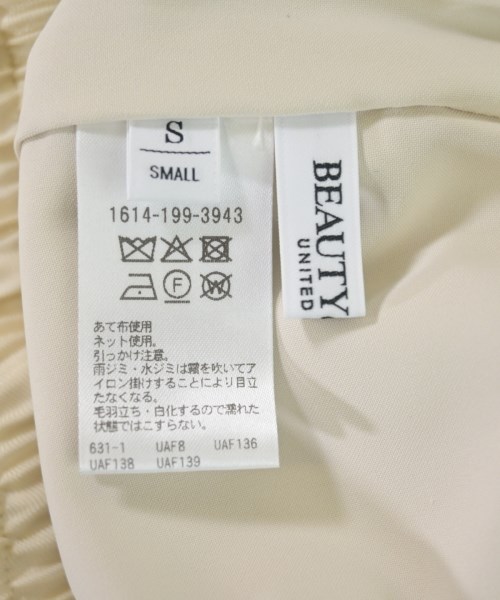 S
SMALL
1614-199-3943
F
W
あて布使用
ネット使用。
引っかけ注意。
雨ジミ・水ジミは霧を吹いてア
イロン掛けすることにより目立
たなくなる。
毛羽立ち・白化するので濡れた
状態ではこすらない。
631-1 UAF8 UAF136
UAF138 UAF139
BEAUTY
UNITED